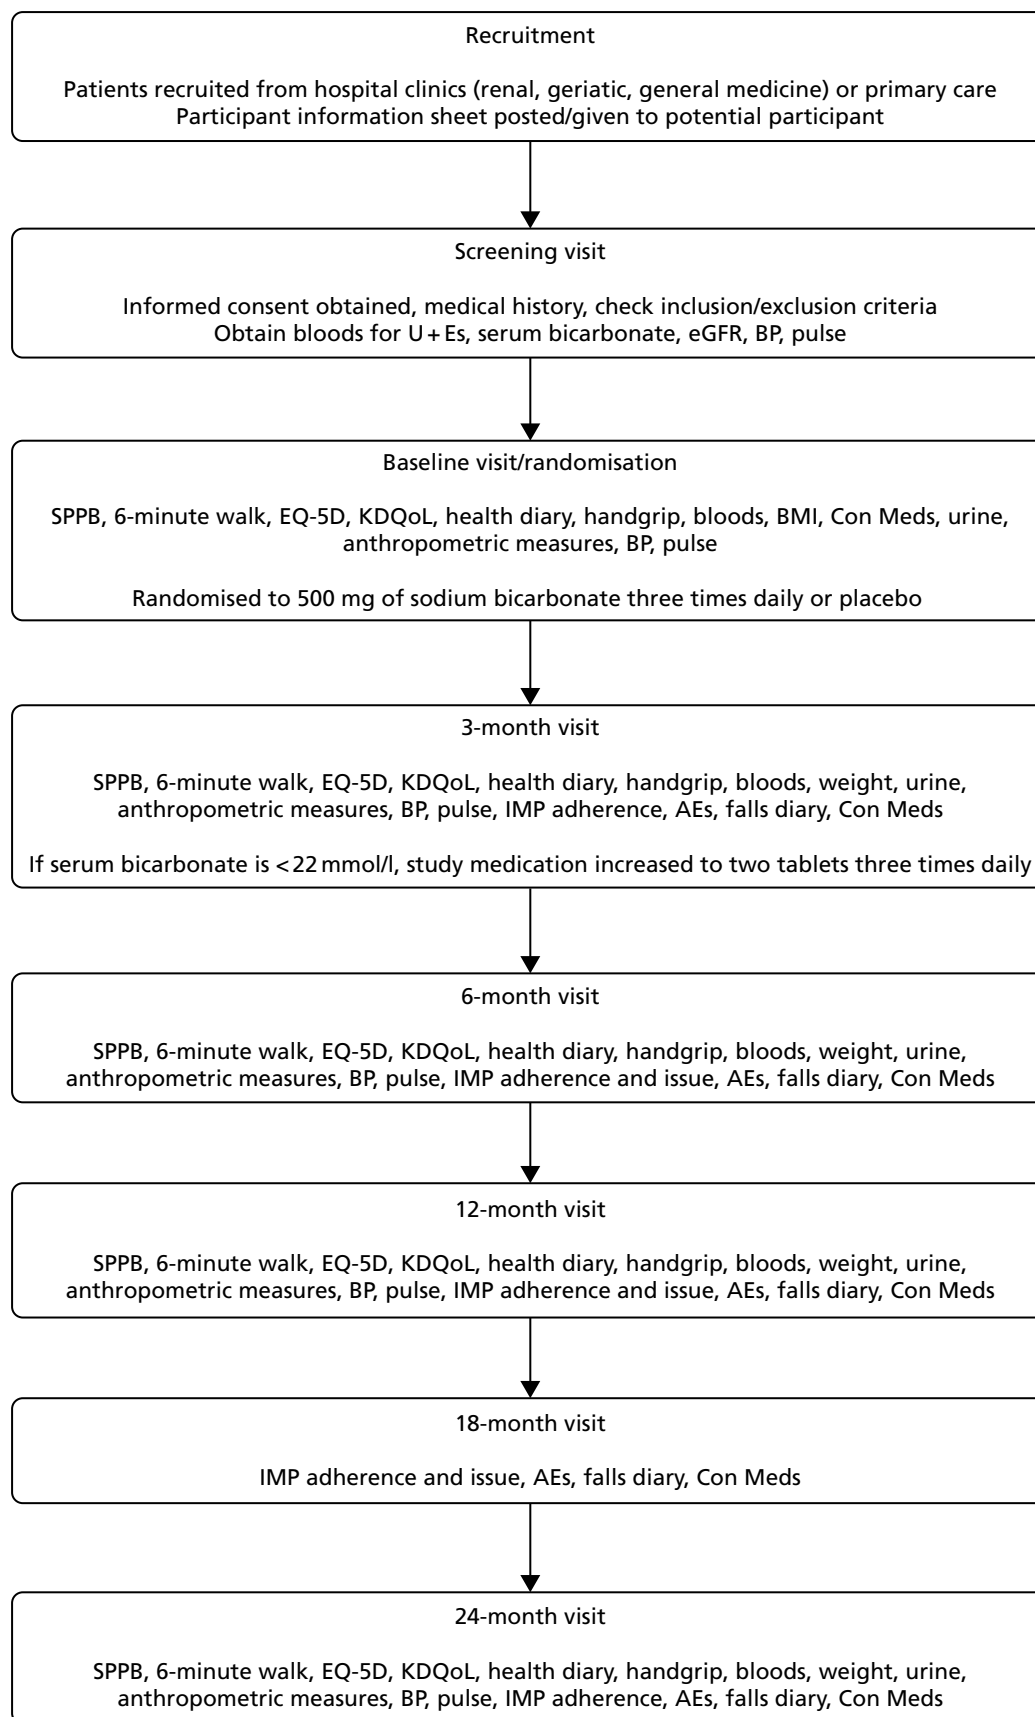 Recruitment
Patients recruited from hospital clinics (renal, geriatic, general medicine) or primary care
Participant information sheet posted/given to potential participant
Screening visit
Informed consent obtained, medical history, check inclusion/exclusion criteria
Obtain bloods for U+Es, serum bicarbonate, eGFR, BP, pulse
Baseline visit/randomisation
SPPB, 6-minute walk, EQ-5D, KDQoL, health diary, handgrip, bloods, BMI, Con Meds, urine,
anthropometric measures, BP, pulse
Randomised to 500 mg of sodium bicarbonate three times daily or placebo
3-month visit
SPPB, 6-minute walk, EQ-5D, KDQoL, health diary, handgrip, bloods, weight, urine,
anthropometric measures, BP, pulse, IMP adherence, AEs, falls diary, Con Meds
If serum bicarbonate is <22 mmol/l, study medication increased to two tablets three times daily
6-month visit
SPPB, 6-minute walk, EQ-5D, KDQoL, health diary, handgrip, bloods, weight, urine,
anthropometric measures, BP, pulse, IMP adherence and issue, AEs, falls diary, Con Meds
12-month visit
SPPB, 6-minute walk, EQ-5D, KDQoL, health diary, handgrip, bloods, weight, urine,
anthropometric measures, BP, pulse, IMP adherence and issue, AEs, falls diary, Con Meds
18-month visit
IMP adherence and issue, AEs, falls diary, Con Meds
24-month visit
SPPB, 6-minute walk, EQ-5D, KDQoL, health diary, handgrip, bloods, weight, urine,
anthropometric measures, BP, pulse, IMP adherence, AEs, falls diary, Con Meds